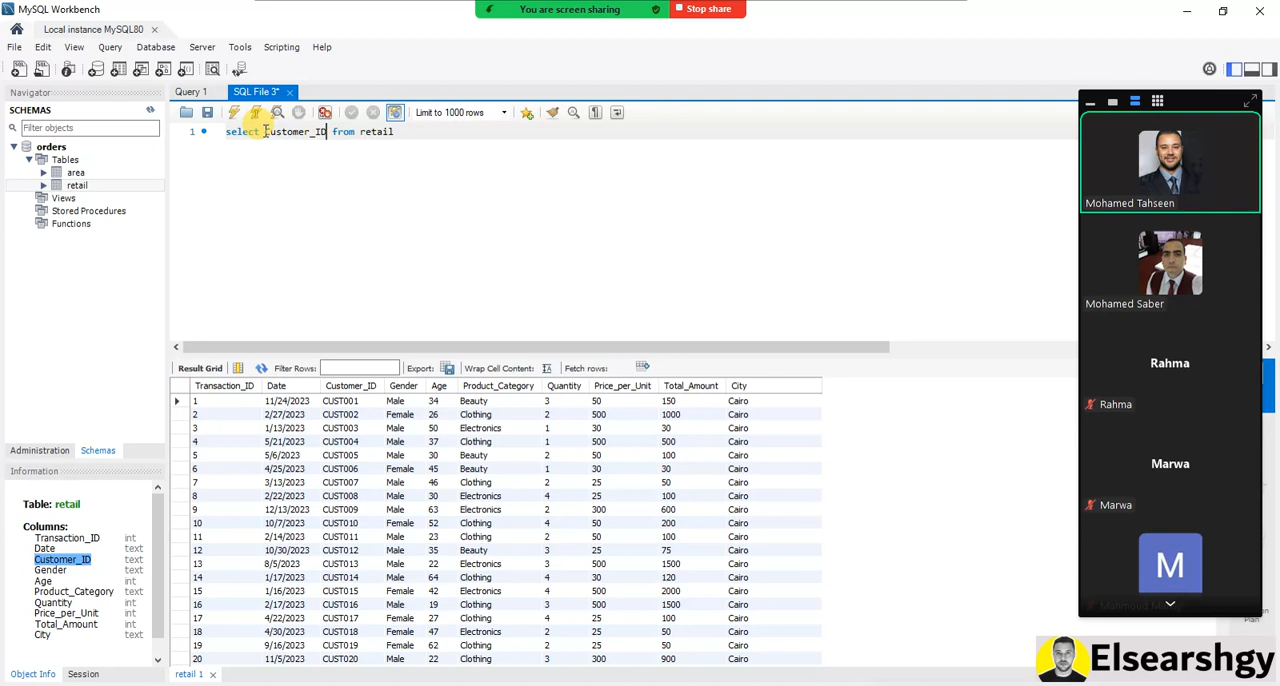 MySQL Workbench
You are screen sharing
Stop share
Local instance MySQL80
File Edit View Query Database Server Tools Scripting Help
Navigator
SCHEMAS
Filter objects
orders
Tables
area
retail
Views
Stored Procedures
Functions
Administration Schemas
Information
Table: retail
Columns:
Transaction_ID int
Date text
Customer_ID text
Gender text
Age int
Product_Category text
Quantity int
Price_per_Unit int
Total_Amount int
City text
Object Info Session
Query 1 SQL File 3*
Limit to 1000 rows
1 select Customer_ID from retail
Result Grid Filter Rows: Export: Wrap Cell Content: Fetch rows:
Transaction_ID Date Customer_ID Gender Age Product_Category Quantity Price_per_Unit Total_Amount City
1 11/24/2023 CUST001 Male 34 Beauty 3 50 150 Cairo
2 2/27/2023 CUST002 Female 26 Clothing 2 500 1000 Cairo
3 1/13/2023 CUST003 Male 50 Electronics 1 30 30 Cairo
4 5/21/2023 CUST004 Male 37 Clothing 1 500 500 Cairo
5 5/6/2023 CUST005 Male 30 Beauty 2 50 100 Cairo
6 4/25/2023 CUST006 Female 45 Beauty 1 30 30 Cairo
7 3/13/2023 CUST007 Male 46 Clothing 2 25 50 Cairo
8 2/22/2023 CUST008 Male 30 Electronics 4 25 100 Cairo
9 12/13/2023 CUST009 Male 63 Electronics 2 300 600 Cairo
10 10/7/2023 CUST010 Female 52 Clothing 4 50 200 Cairo
11 2/14/2023 CUST011 Male 23 Clothing 2 50 100 Cairo
12 10/30/2023 CUST012 Male 35 Beauty 3 25 75 Cairo
13 8/5/2023 CUST013 Male 22 Electronics 3 500 1500 Cairo
14 1/17/2023 CUST014 Male 64 Clothing 4 30 120 Cairo
15 1/16/2023 CUST015 Female 42 Electronics 4 500 2000 Cairo
16 2/17/2023 CUST016 Male 19 Clothing 3 500 1500 Cairo
17 4/22/2023 CUST017 Female 27 Clothing 4 25 100 Cairo
18 4/30/2023 CUST018 Female 47 Electronics 2 25 50 Cairo
19 9/16/2023 CUST019 Female 62 Clothing 2 25 50 Cairo
20 11/5/2023 CUST020 Male 22 Clothing 3 300 900 Cairo
retail 1
Mohamed Tahseen
Mohamed Saber
Rahma
Rahma
Marwa
Marwa
M
Plan
Elsearshgy